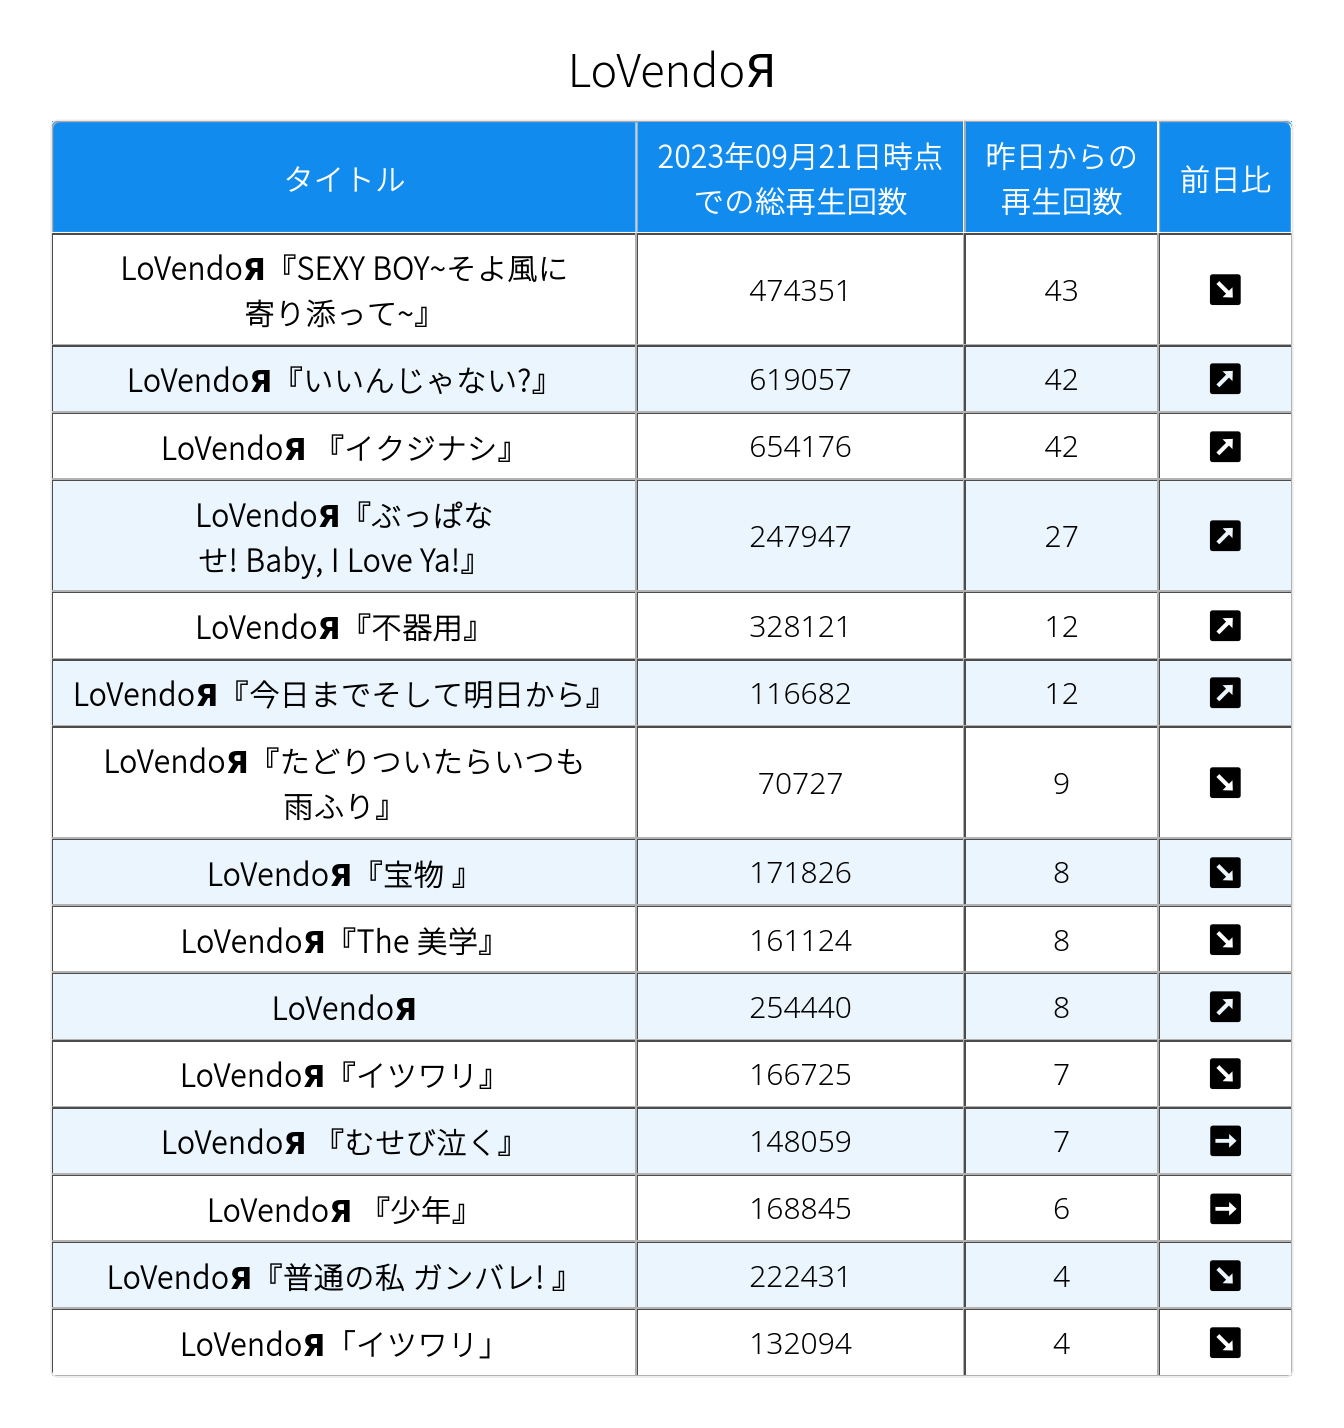 LoVendoЯ
タイトル
2023年09月21日時点
での総再生回数
昨日からの
再生回数
前日比
LoVendoЯ『SEXY BOY~そよ風に
寄り添って~』
474351
43
↘
LoVendoЯ『いいんじゃない?』
619057
42
↗
LoVendoЯ 『イクジナシ』
654176
42
↗
LoVendoЯ『ぶっぱな
せ! Baby, I Love Ya!』
247947
27
↗
LoVendoЯ『不器用』
328121
12
↗
LoVendoЯ『今日までそして明日から』
116682
12
↗
LoVendoЯ『たどりついたらいつも
雨ふり』
70727
9
↘
LoVendoЯ『宝物 』
171826
8
↘
LoVendoЯ『The 美学』
161124
8
↘
LoVendoЯ
254440
8
↗
LoVendoЯ『イツワリ』
166725
7
↘
LoVendoЯ 『むせび泣く』
148059
7
→
LoVendoЯ 『少年』
168845
6
→
LoVendoЯ『普通の私 ガンバレ! 』
222431
4
↘
LoVendoЯ「イツワリ」
132094
4
↘